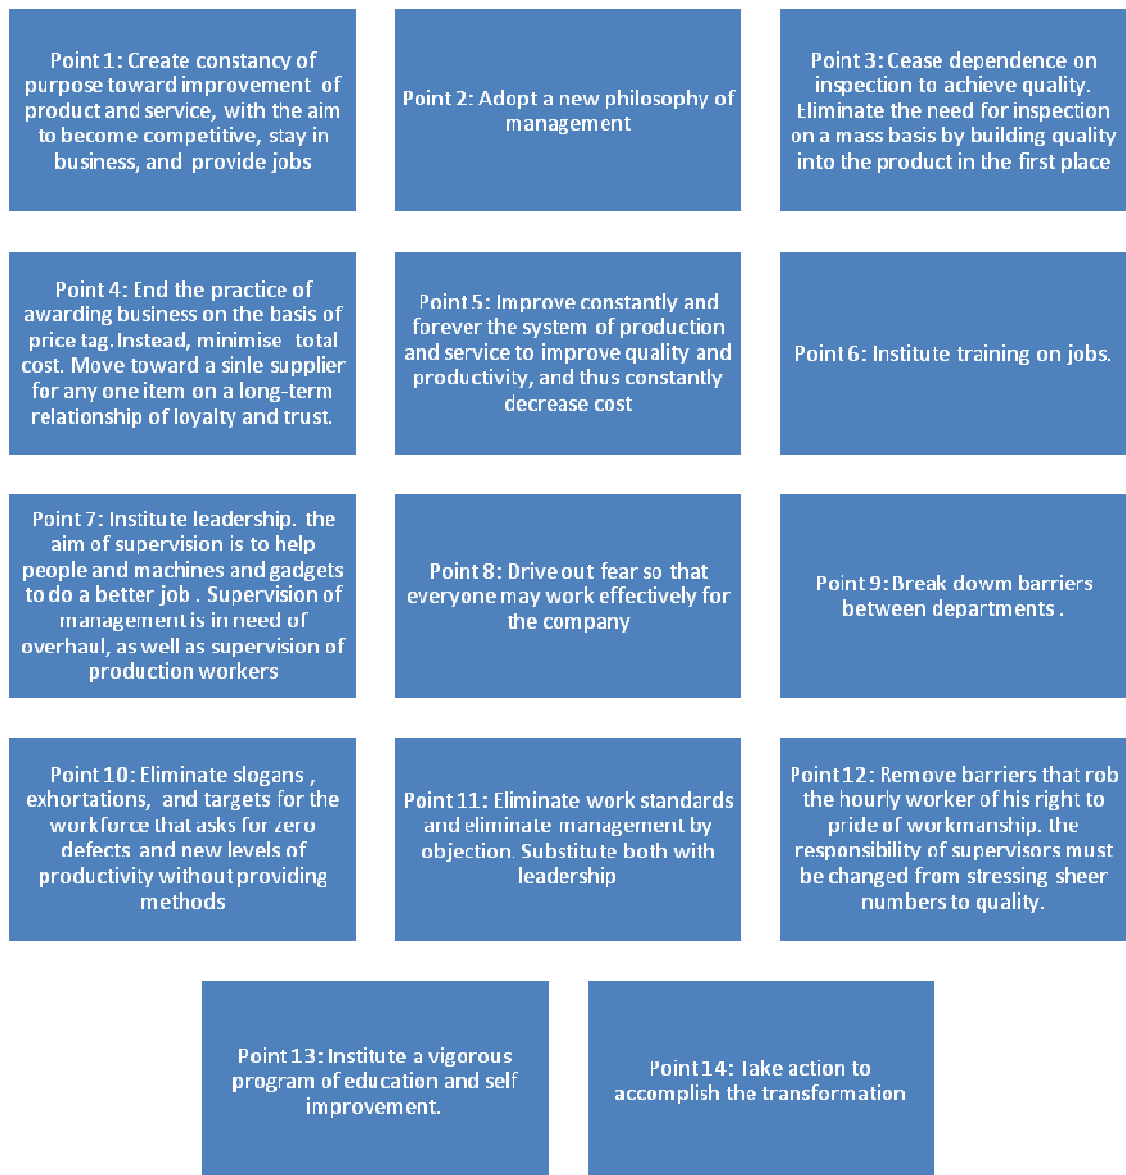 Point 1: Create constancy of
purpose toward improvement of
product and service, with the aim
to become competitive, stay in
business, and provide jobs
Point 2: Adopt a new philosophy of
management
Point 3: Cease dependence on
inspection to achieve quality.
Eliminate the need for inspection
on a mass basis by building quality
into the product in the first place
Point 4: End the practice of
awarding business on the basis of
price tag.Instead, minimise total
cost. Move toward a sinle supplier
for any one item on a long-term
relationship of loyalty and trust.
Point 5: Improve constantly and
forever the system of production
and service to improve quality and
productivity, and thus constantly
decrease cost
Point 6: Institute training on jobs.
Point 7: Institute leadership. the
aim of supervision is to help
people and machines and gadgets
to do a better job . Supervision of
management is in need of
overhaul, as well as supervision of
production workers
Point 8: Drive out fear so that
everyone may work effectively for
the company
Point 9: Break dowm barriers
between departments .
Point 10: Eliminate slogans ,
exhortations, and targets for the
workforce that asks for zero
defects and new levels of
productivity without providing
methods
Point 11: Eliminate work standards
and eliminate management by
objection. Substitute both with
leadership
Point 12: Remove barriers that rob
the hourly worker of his right to
pride of workmanship. the
responsibility of supervisors must
be changed from stressing sheer
numbers to quality.
Point 13: Institute a vigorous
program of education and self
improvement.
Point 14: Take action to
accomplish the transformation